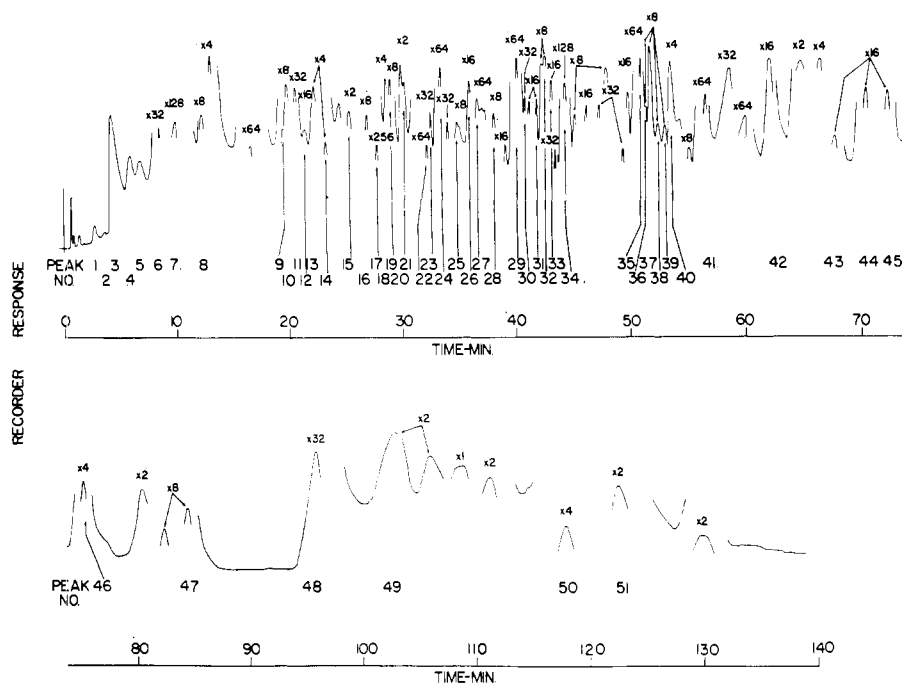 x4 x8 x32 x4 x2 x4 x8 x64 x16 x64 x8 x128 x8 x64 x8 x4 x32 x16 x2 x4
x32 x128 x8 x16 x2 x8 x32 x32 x8 x64 x8 x32 x16 x16 x32 x16 x64 x16
x64 x256 x64 x16 x32 x8 x64
PEAK 1 3 5 6 7. 8 9 11 13 15 17 19 21 23 25 27 29 31 33 35 37 39 41 42 43 44 45
NO. 2 4 10 12 14 16 18 20 22 24 26 28 30 32 34 36 38 40
0 10 20 30 40 50 60 70
TIME-MIN.
RECORDER RESPONSE
x4 x2 x8 x32 x2 x1 x2 x4 x2 x2
PEAK 46 47 48 49 50 51
NO.
80 90 100 110 120 130 140
TIME-MIN.